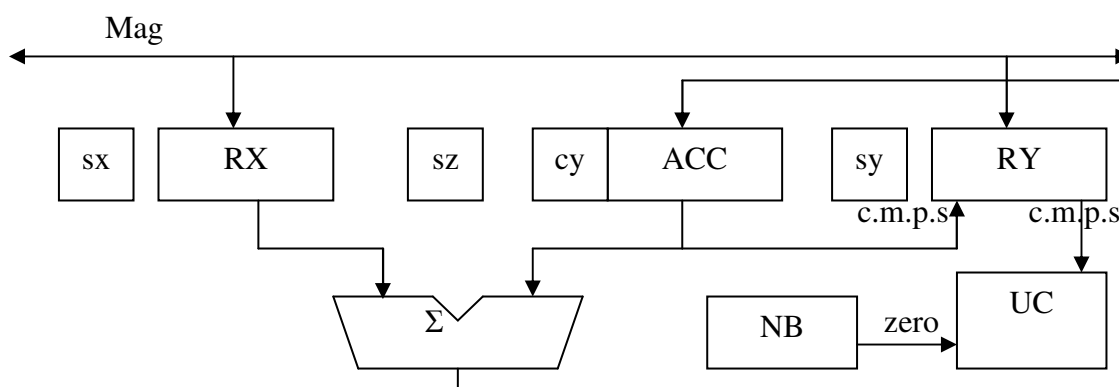 Mag
sx RX sz cy ACC sy RY
c.m.p.s c.m.p.s
Σ NB zero UC